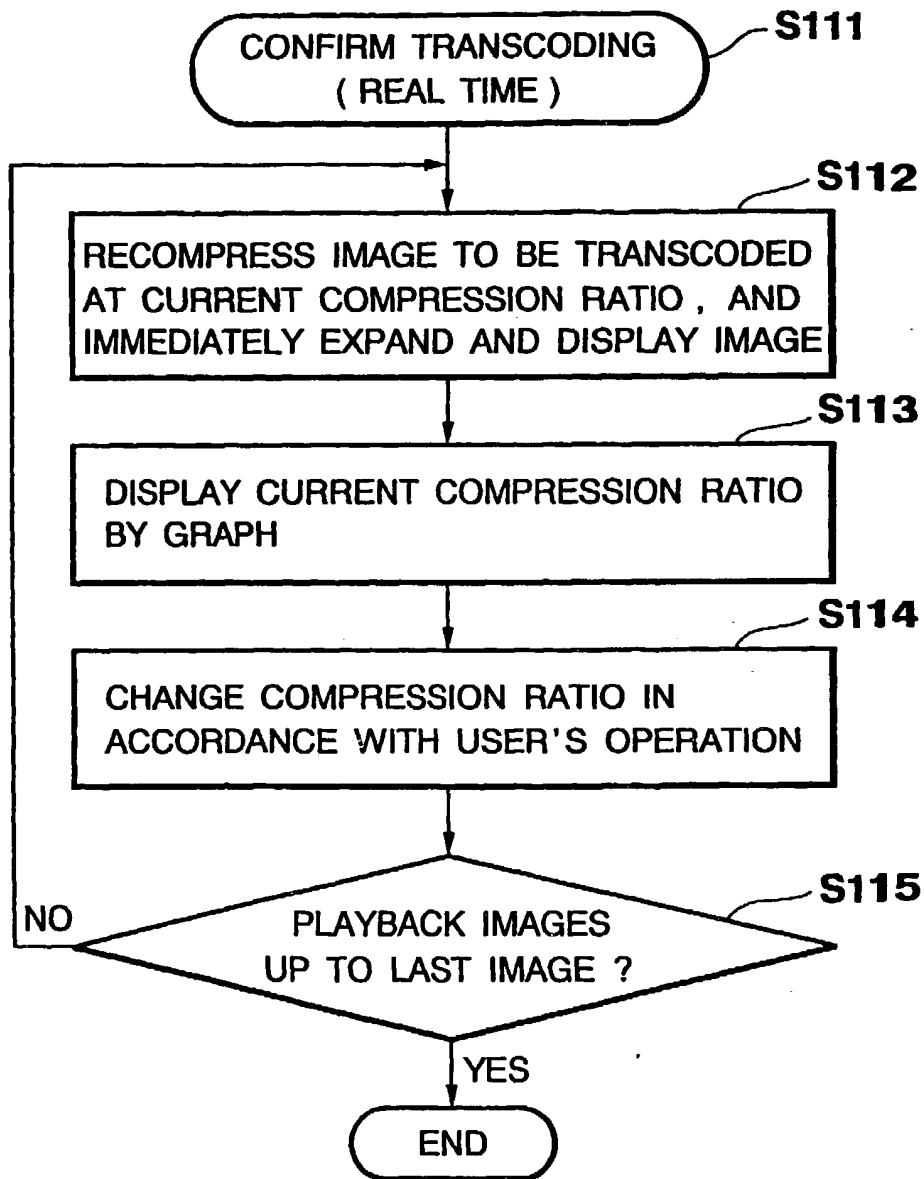 CONFIRM TRANSCODING
( REAL TIME )
S111
S112
RECOMPRESS IMAGE TO BE TRANSCODED
AT CURRENT COMPRESSION RATIO , AND
IMMEDIATELY EXPAND AND DISPLAY IMAGE
S113
DISPLAY CURRENT COMPRESSION RATIO
BY GRAPH
S114
CHANGE COMPRESSION RATIO IN
ACCORDANCE WITH USER'S OPERATION
S115
NO
PLAYBACK IMAGES
UP TO LAST IMAGE ?
YES
END